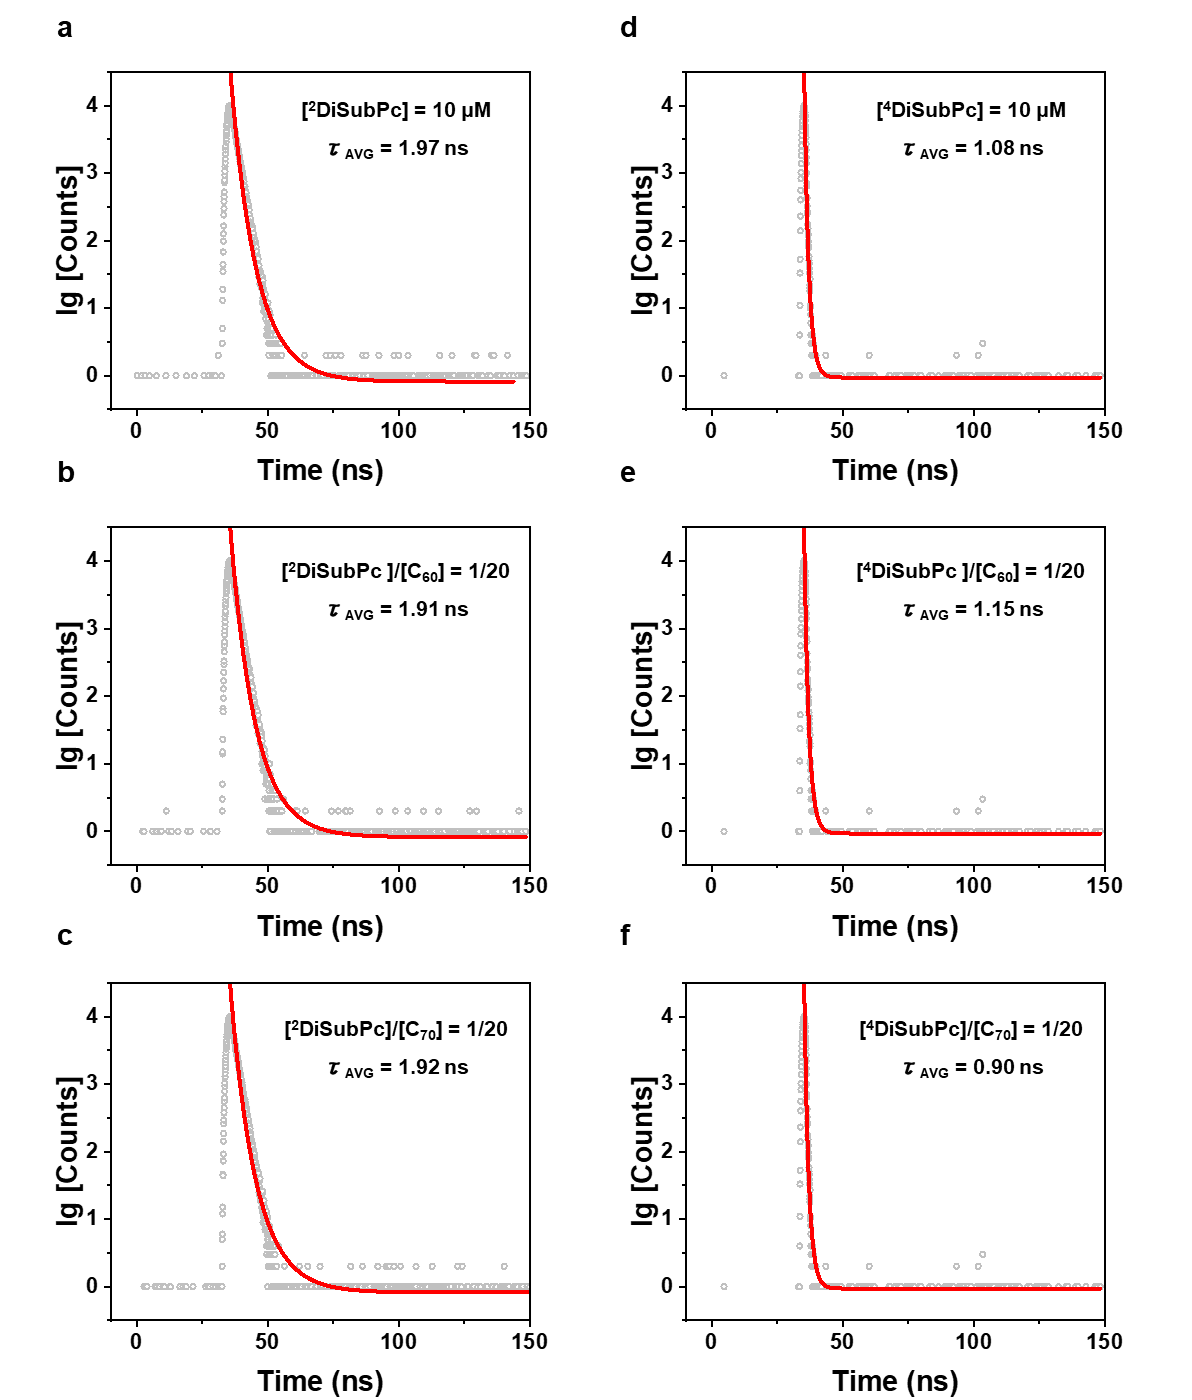 a
[²DiSubPc] = 10 μM
τ AVG = 1.97 ns
lg [Counts]
4
3
2
1
0
0 50 100 150
Time (ns)
b
[²DiSubPc ]/[C₆₀] = 1/20
τ AVG = 1.91 ns
lg [Counts]
4
3
2
1
0
0 50 100 150
Time (ns)
c
[²DiSubPc]/[C₇₀] = 1/20
τ AVG = 1.92 ns
lg [Counts]
4
3
2
1
0
0 50 100 150
Time (ns)
d
[⁴DiSubPc] = 10 μM
τ AVG = 1.08 ns
lg [Counts]
4
3
2
1
0
0 50 100 150
Time (ns)
e
[⁴DiSubPc ]/[C₆₀] = 1/20
τ AVG = 1.15 ns
lg [Counts]
4
3
2
1
0
0 50 100 150
Time (ns)
f
[⁴DiSubPc]/[C₇₀] = 1/20
τ AVG = 0.90 ns
lg [Counts]
4
3
2
1
0
0 50 100 150
Time (ns)